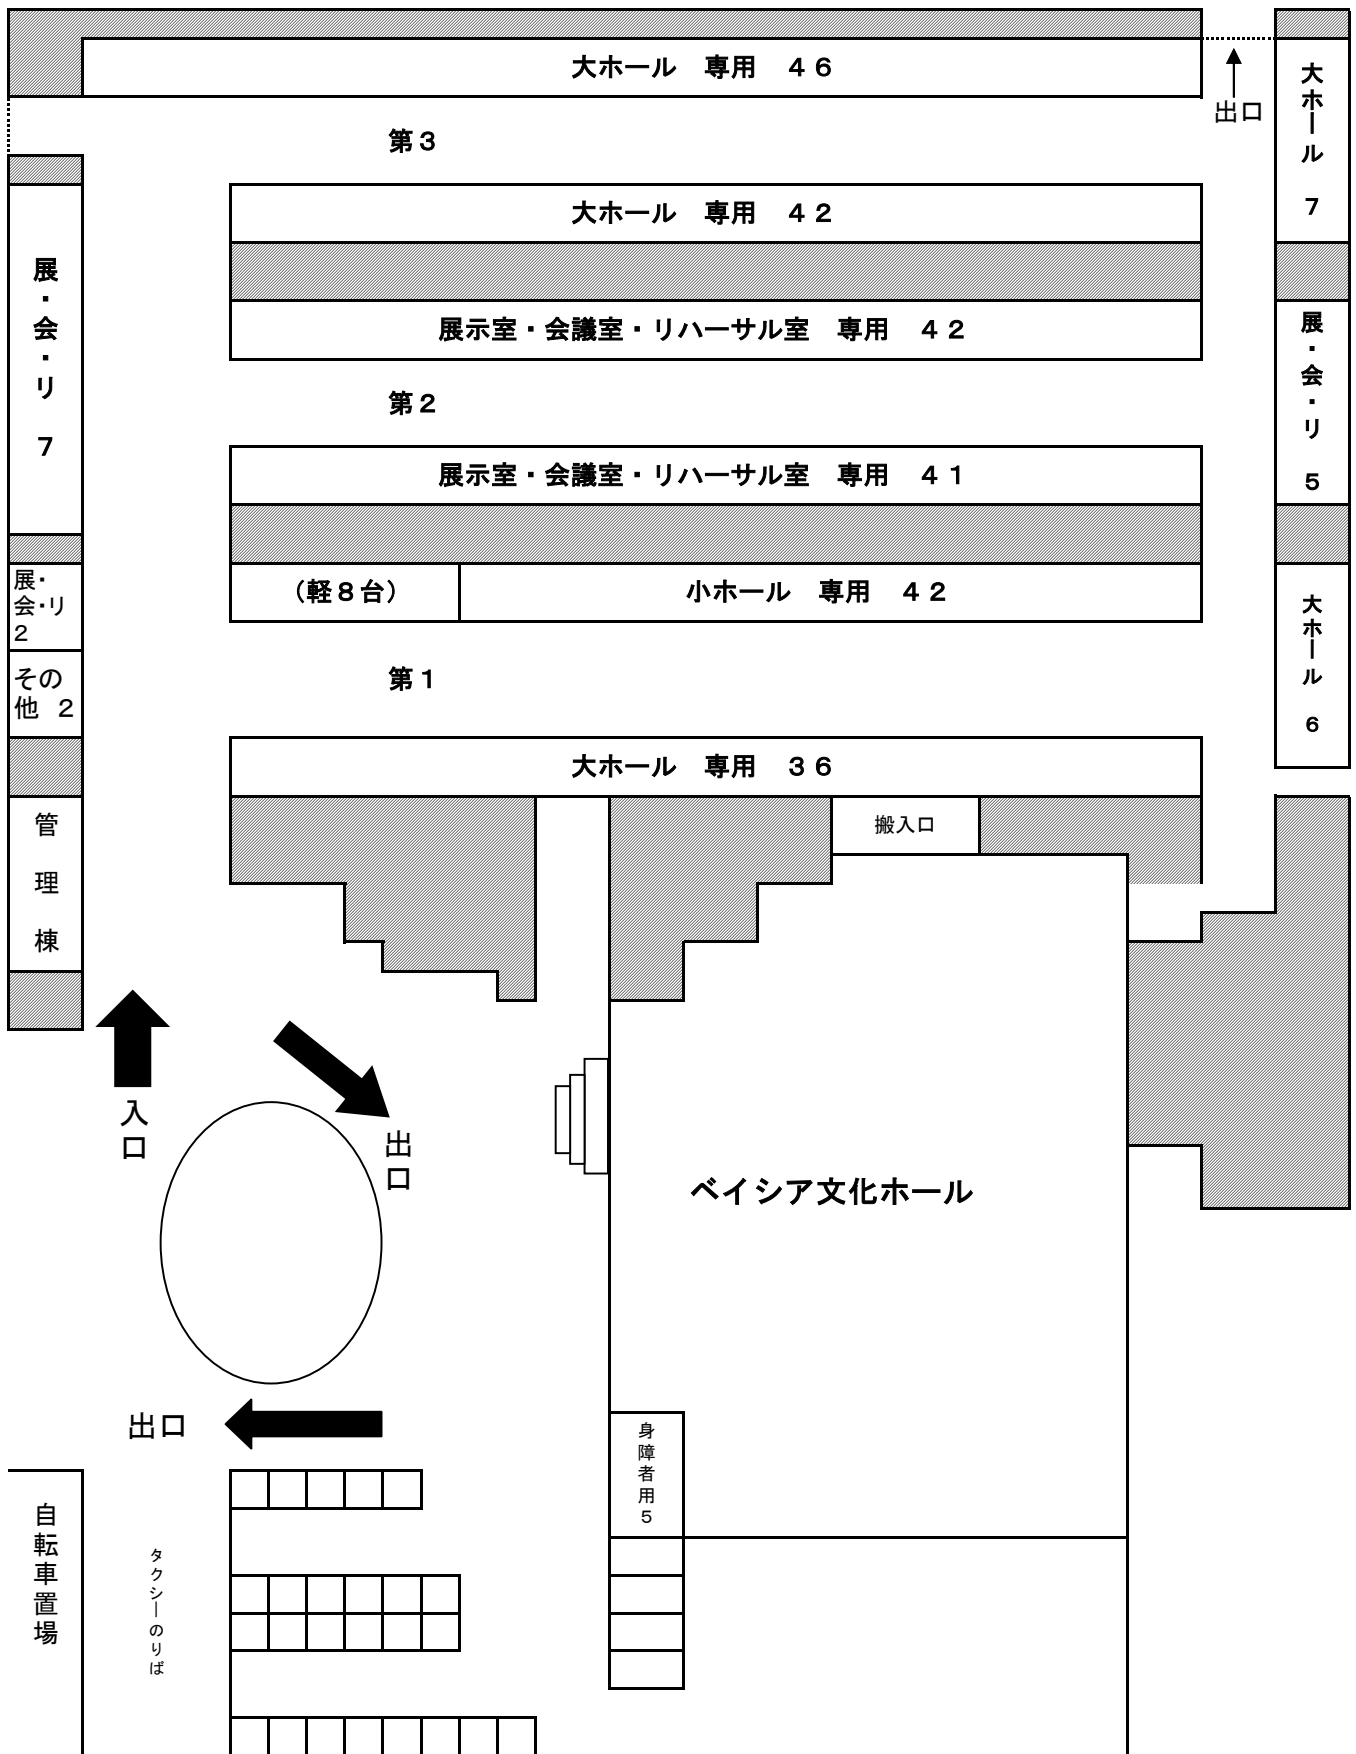 大ホール　専用　４６
出口
大ホール　７
第３
大ホール　専用　４２
展・会・リ　７
展示室・会議室・リハーサル室　専用　４２
展・会・リ　５
第２
展示室・会議室・リハーサル室　専用　４１
展・
会・リ
２
（軽８台）
小ホール　専用　４２
大ホール　６
その
他　２
第１
大ホール　専用　３６
管理棟
搬入口
入口
出口
ベイシア文化ホール
出口
身障者用５
自転車置場
タクシーのりば